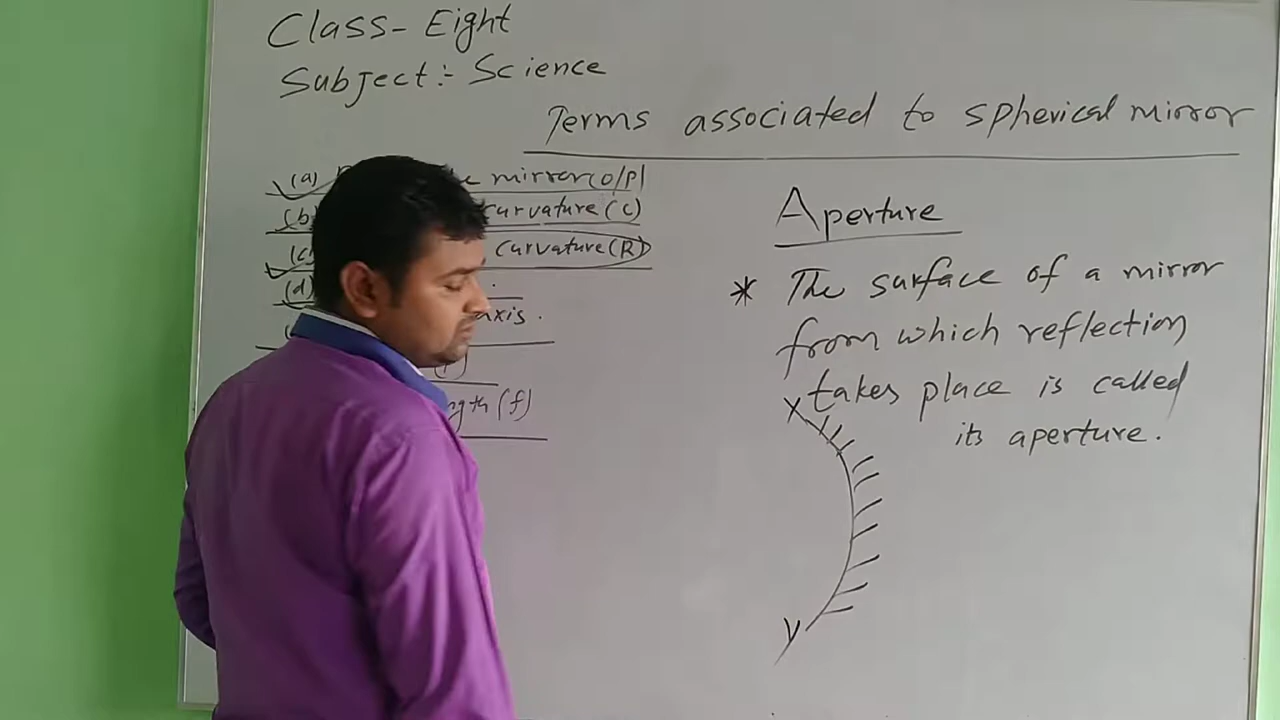 Class- Eight
Subject:- Science
Terms associated to spherical mirror
(a) mirror(O/P)
(b) curvature(C)
(c) curvature(R)
(d) .
axis.
(f)
Aperture
* The surface of a mirror
from which reflection
takes place is called
its aperture.
X
Y